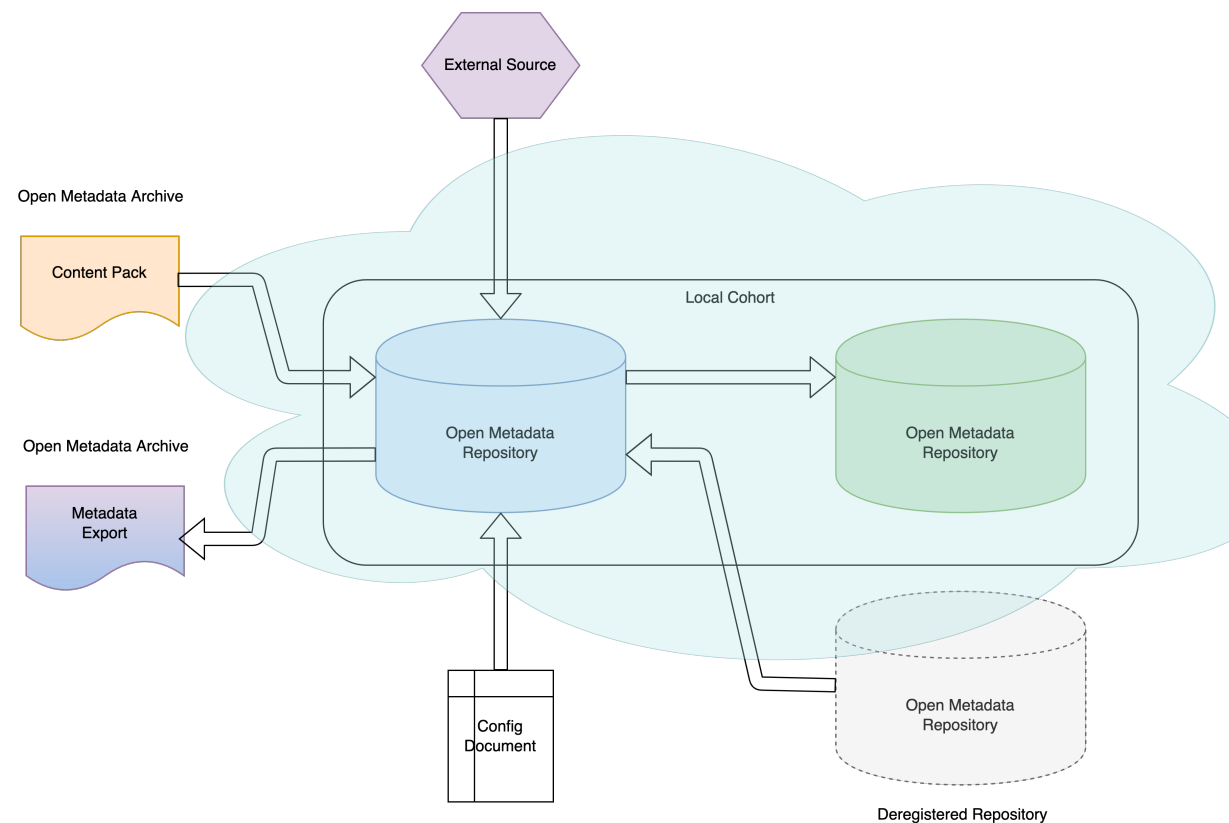 External Source
Open Metadata Archive
Content Pack
Local Cohort
Open Metadata
Repository
Open Metadata
Repository
Open Metadata Archive
Metadata
Export
Config
Document
Open Metadata
Repository
Deregistered Repository